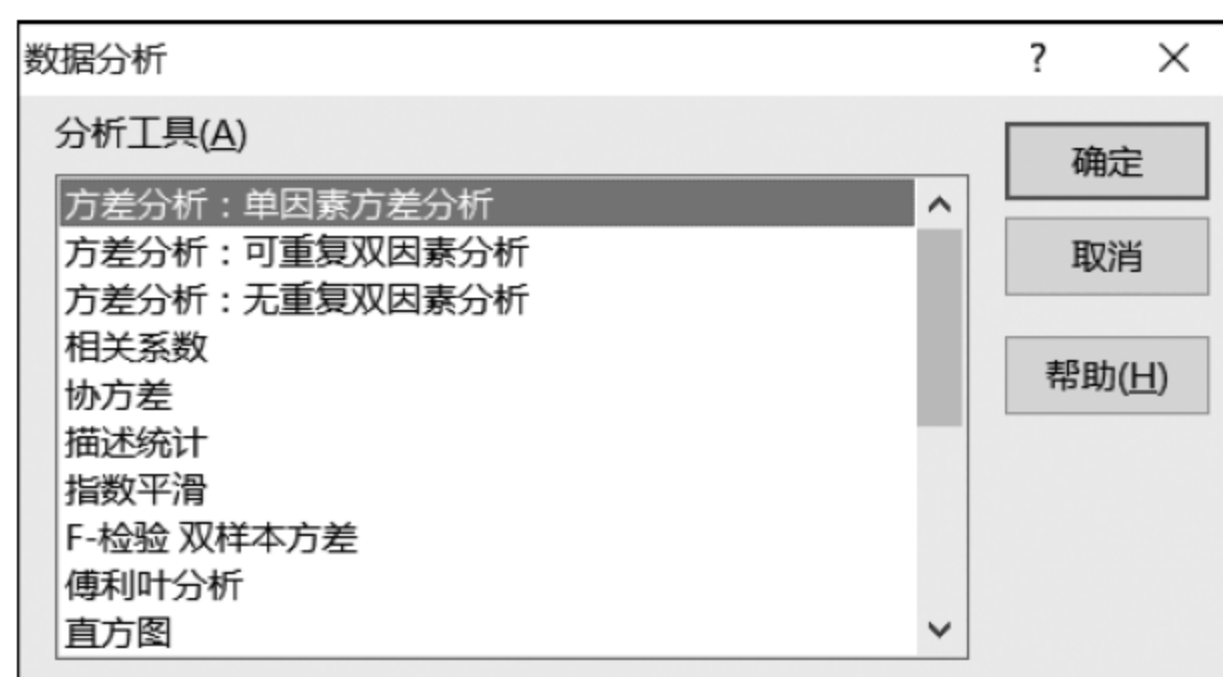 数据分析
?
分析工具(A)
确定
方差分析：单因素方差分析
方差分析：可重复双因素分析
取消
方差分析：无重复双因素分析
相关系数
帮助(H)
协方差
描述统计
指数平滑
F-检验 双样本方差
傅利叶分析
直方图